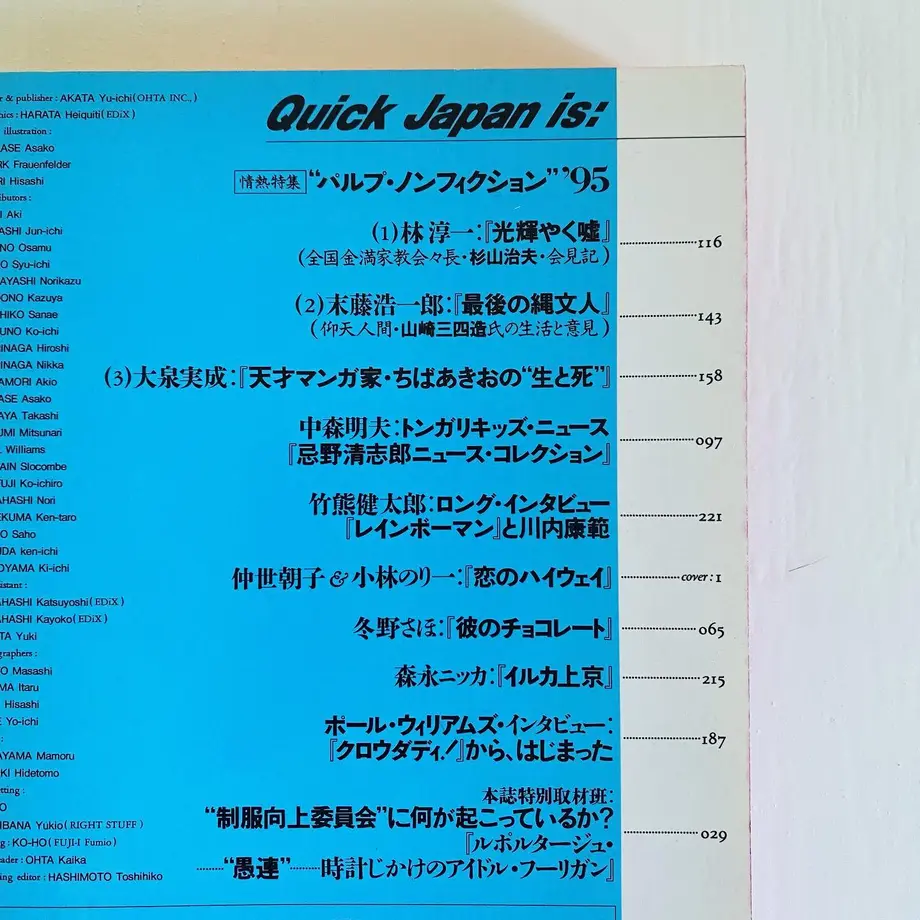 & publisher : AKATA Yu-ichi(OHTA INC.,)
: HARATA Heiquiti(EDiX)
illustration :
Asako
Frauenfelder
Hisashi
Aki
Jun-ichi
Osamu
Syu-ichi
Norikazu
Kazuya
Sanae
Ko-ichi
Hiroshi
Nikka
Akio
Asako
Takashi
Mitsunari
Williams
Slocombe
Ko-ichiro
Nori
Ken-taro
Saho
ken-ichi
Ki-ichi
Katsuyoshi(EDiX)
Kayoko(EDiX)
Yuki
Masashi
Itaru
Hisashi
Yo-ichi
Mamoru
Hidetomo
Yukio(RIGHT STUFF)
: KO-HO(FUJI-I Fumio)
: OHTA Kaika
editor : HASHIMOTO Toshihiko
Quick Japan is:
情熱特集 “パルプ・ノンフィクション”’95
(1)林 淳一:『光輝やく嘘』 116
(全国金満家教会々長・杉山治夫・会見記)
(2)末藤浩一郎:『最後の縄文人』 143
(仰天人間・山崎三四造氏の生活と意見)
(3)大泉実成:『天才マンガ家・ちばあきおの“生と死”』 158
中森明夫:トンガリキッズ・ニュース
『忌野清志郎ニュース・コレクション』 097
竹熊健太郎:ロング・インタビュー
『レインボーマン』と川内康範 221
仲世朝子&小林のり一:『恋のハイウェイ』 cover:1
冬野さほ:『彼のチョコレート』 065
森永ニッカ:『イルカ上京』 215
ポール・ウィリアムズ・インタビュー:
『クロウダディ!』から、はじまった 187
本誌特別取材班:
“制服向上委員会”に何が起こっているか?
『ルポルタージュ・ 029
……“愚連”……時計じかけのアイドル・フーリガン』